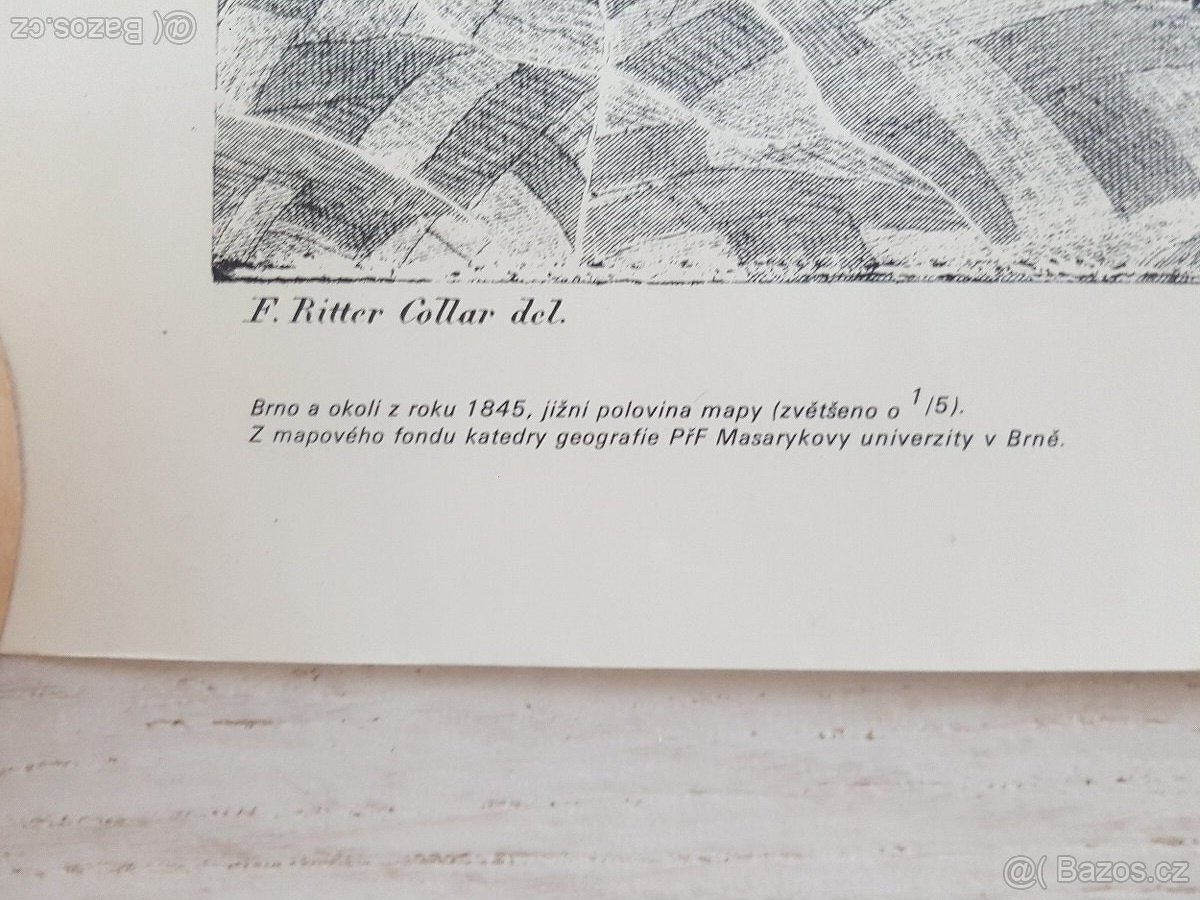 @( Bazos.cz
F. Ritter Collar del.
Brno a okolí z roku 1845, jižní polovina mapy (zvětšeno o 1/5).
Z mapového fondu katedry geografie PřF Masarykovy univerzity v Brně.
@( Bazos.cz